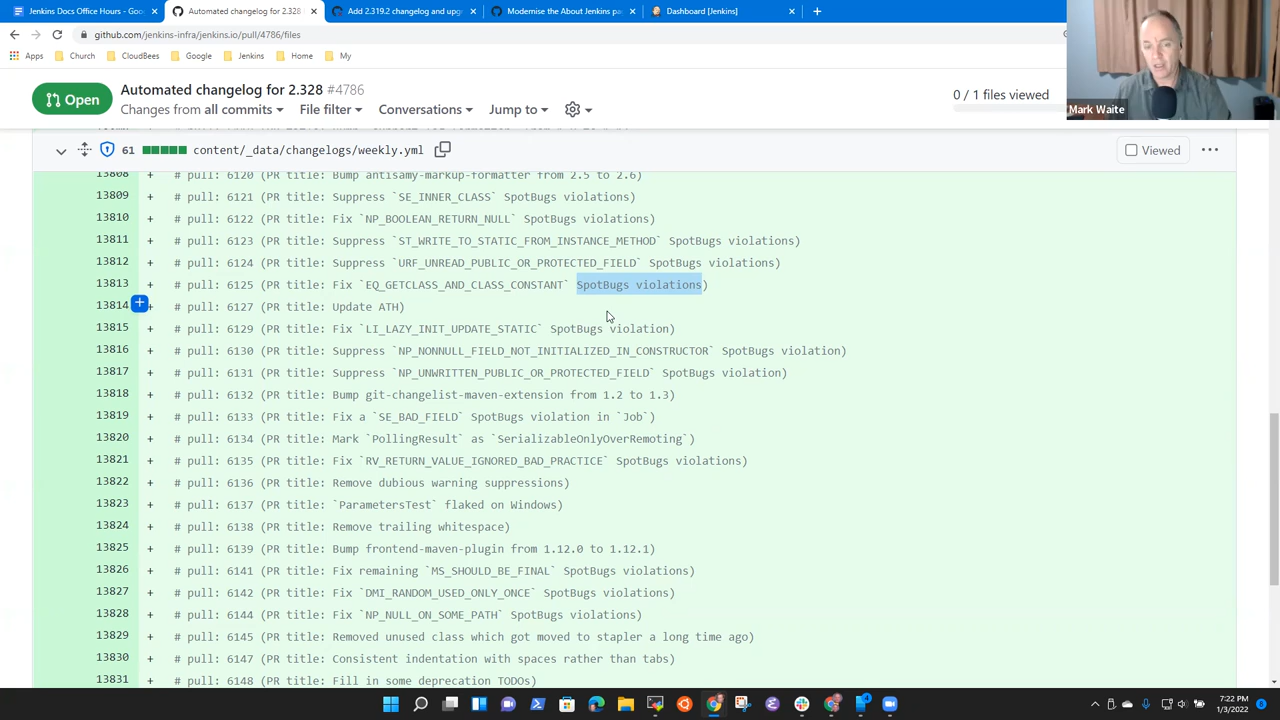 Jenkins Docs Office Hours - Goo
Automated changelog for 2.328
Add 2.319.2 changelog and upgr
Modernise the About Jenkins pa
Dashboard [Jenkins]
github.com/jenkins-infra/jenkins.io/pull/4786/files
Apps
Church
CloudBees
Google
Jenkins
Home
My
Mark Waite
Open
Automated changelog for 2.328 #4786
Changes from all commits
File filter
Conversations
Jump to
0 / 1 files viewed
61 content/_data/changelogs/weekly.yml
Viewed
13808 + # pull: 6120 (PR title: Bump antisamy-markup-formatter from 2.5 to 2.6)
13809 + # pull: 6121 (PR title: Suppress `SE_INNER_CLASS` SpotBugs violations)
13810 + # pull: 6122 (PR title: Fix `NP_BOOLEAN_RETURN_NULL` SpotBugs violations)
13811 + # pull: 6123 (PR title: Suppress `ST_WRITE_TO_STATIC_FROM_INSTANCE_METHOD` SpotBugs violations)
13812 + # pull: 6124 (PR title: Suppress `URF_UNREAD_PUBLIC_OR_PROTECTED_FIELD` SpotBugs violations)
13813 + # pull: 6125 (PR title: Fix `EQ_GETCLASS_AND_CLASS_CONSTANT` SpotBugs violations)
13814 + # pull: 6127 (PR title: Update ATH)
13815 + # pull: 6129 (PR title: Fix `LI_LAZY_INIT_UPDATE_STATIC` SpotBugs violation)
13816 + # pull: 6130 (PR title: Suppress `NP_NONNULL_FIELD_NOT_INITIALIZED_IN_CONSTRUCTOR` SpotBugs violation)
13817 + # pull: 6131 (PR title: Suppress `NP_UNWRITTEN_PUBLIC_OR_PROTECTED_FIELD` SpotBugs violation)
13818 + # pull: 6132 (PR title: Bump git-changelist-maven-extension from 1.2 to 1.3)
13819 + # pull: 6133 (PR title: Fix a `SE_BAD_FIELD` SpotBugs violation in `Job`)
13820 + # pull: 6134 (PR title: Mark `PollingResult` as `SerializableOnlyOverRemoting`)
13821 + # pull: 6135 (PR title: Fix `RV_RETURN_VALUE_IGNORED_BAD_PRACTICE` SpotBugs violations)
13822 + # pull: 6136 (PR title: Remove dubious warning suppressions)
13823 + # pull: 6137 (PR title: `ParametersTest` flaked on Windows)
13824 + # pull: 6138 (PR title: Remove trailing whitespace)
13825 + # pull: 6139 (PR title: Bump frontend-maven-plugin from 1.12.0 to 1.12.1)
13826 + # pull: 6141 (PR title: Fix remaining `MS_SHOULD_BE_FINAL` SpotBugs violations)
13827 + # pull: 6142 (PR title: Fix `DMI_RANDOM_USED_ONLY_ONCE` SpotBugs violations)
13828 + # pull: 6144 (PR title: Fix `NP_NULL_ON_SOME_PATH` SpotBugs violations)
13829 + # pull: 6145 (PR title: Removed unused class which got moved to stapler a long time ago)
13830 + # pull: 6147 (PR title: Consistent indentation with spaces rather than tabs)
13831 + # pull: 6148 (PR title: Fill in some deprecation TODOs)
7:22 PM
1/3/2022